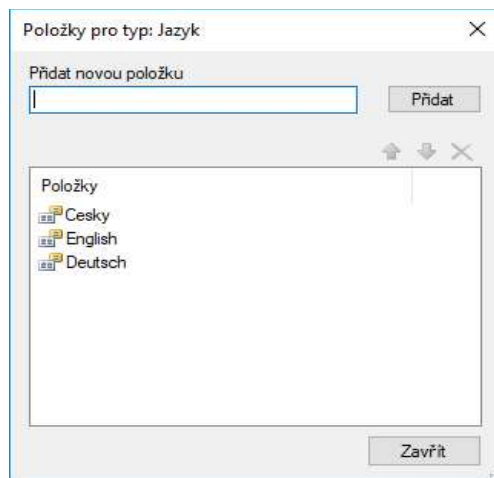 Položky pro typ: Jazyk
Přidat novou položku
Přidat
Položky
Cesky
English
Deutsch
Zavřít